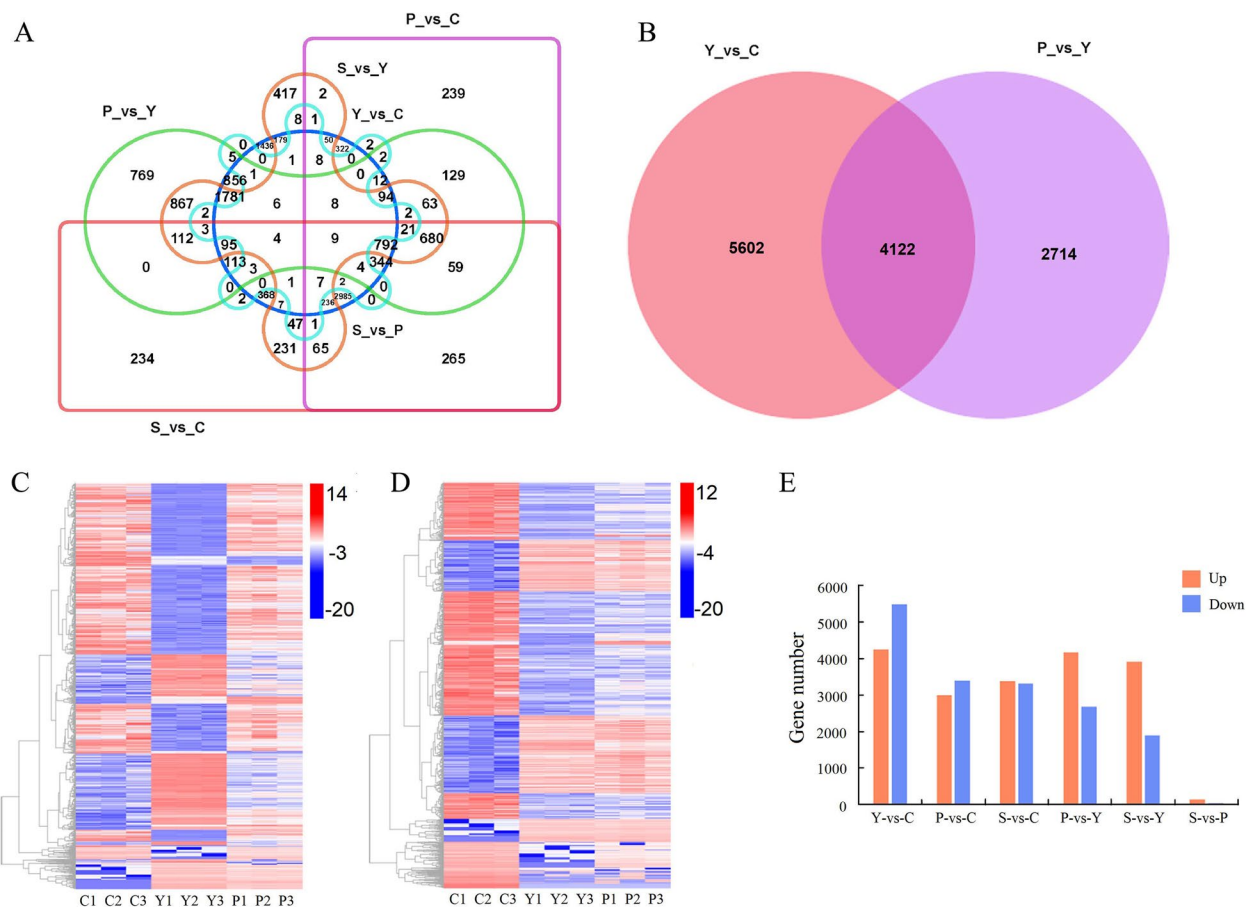 A
P_vs_C
B
S_vs_Y
Y_vs_C
P_vs_Y
417 2
239
P_vs_Y
Y_vs_C
8 1
0 1436 179 50 322 2
5 0 1 8 0 2
769
856 1 0 12
129
1781 94
867 6 8 63
2 2
3 21
112 95 4 9 792 680
0 113 3 4 344 59
0 0 1 7 2 0
2 368 7 236 2985 0
47 1
S_vs_P
231 65
234
265
S_vs_C
5602
4122
2714
C
14
-3
-20
C1 C2 C3 Y1 Y2 Y3 P1 P2 P3
D
12
-4
-20
C1 C2 C3 Y1 Y2 Y3 P1 P2 P3
E
Up
Down
Gene number
6000
5000
4000
3000
2000
1000
0
Y-vs-C P-vs-C S-vs-C P-vs-Y S-vs-Y S-vs-P